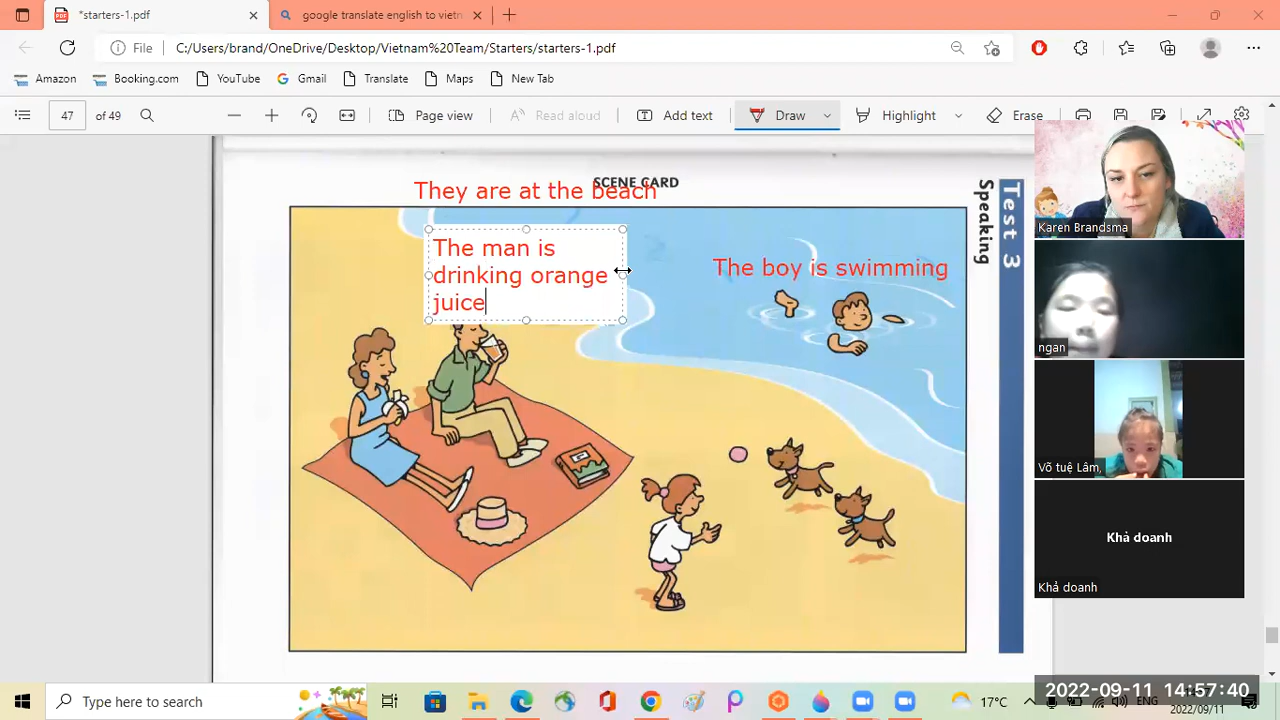 *starters-1.pdf
google translate english to vietn
File
C:/Users/brand/OneDrive/Desktop/Vietnam%20Team/Starters/starters-1.pdf
Amazon
Booking.com
YouTube
Gmail
Translate
Maps
New Tab
47
of 49
Page view
Read aloud
Add text
Draw
Highlight
Erase
SCENE CARD
They are at the beach
The man is
drinking orange
juice
The boy is swimming
Test 3
Speaking
Karen Brandsma
ngan
Võ tuệ Lâm,
Khả doanh
Khả doanh
Type here to search
17°C
ENG
2022-09-11 14:57:40
2022/09/11